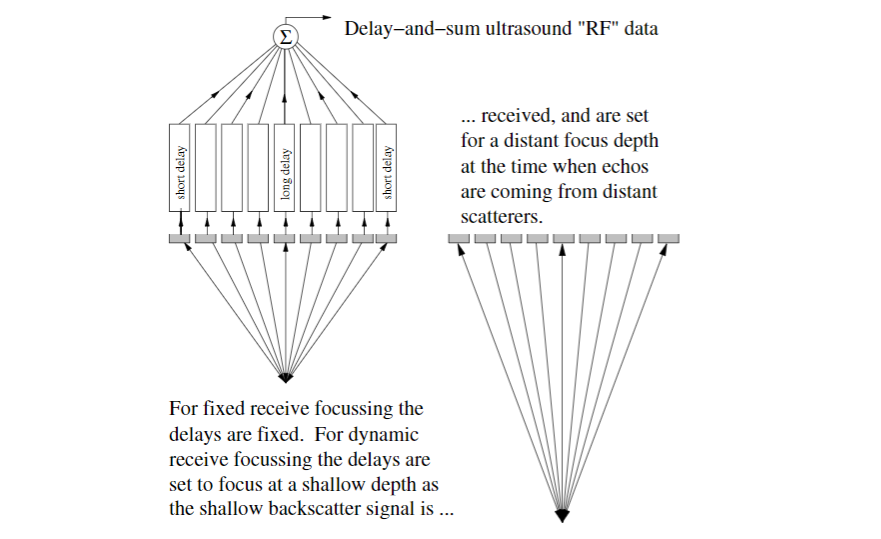 Σ
Delay−and−sum ultrasound "RF" data
short delay
long delay
short delay
For fixed receive focussing the
delays are fixed.  For dynamic
receive focussing the delays are
set to focus at a shallow depth as
the shallow backscatter signal is ...
... received, and are set
for a distant focus depth
at the time when echos
are coming from distant
scatterers.